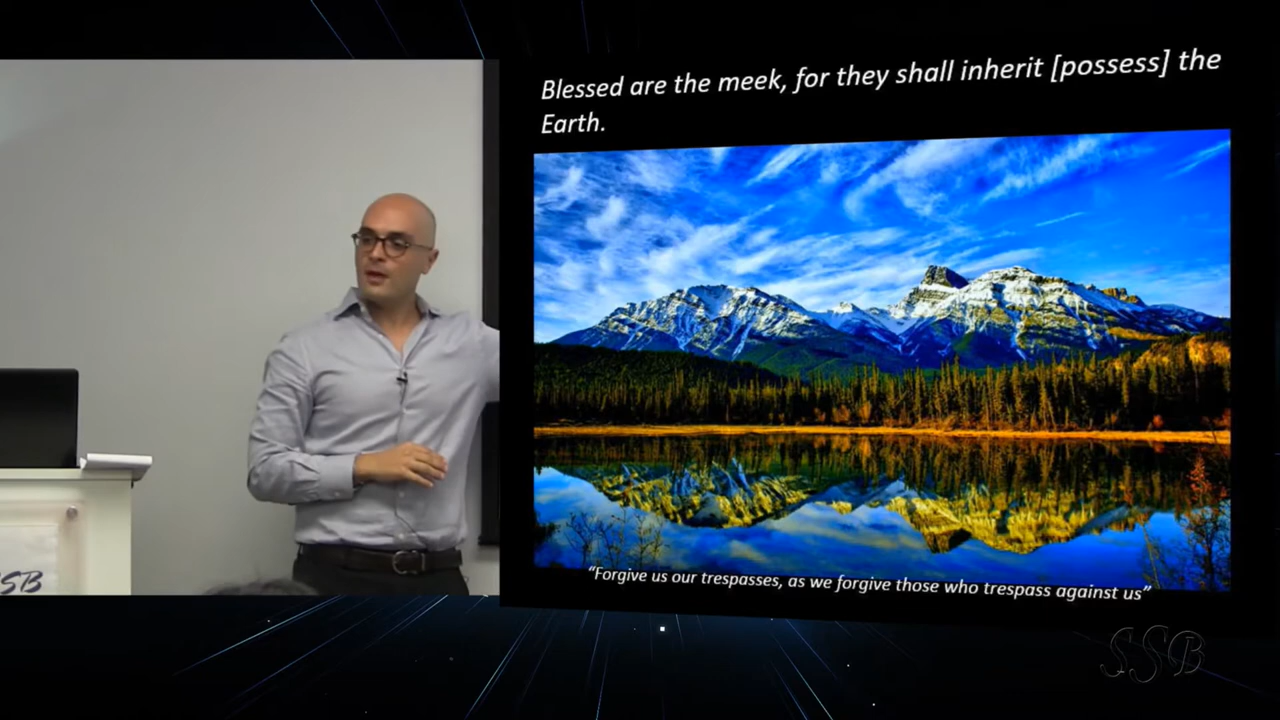 Blessed are the meek, for they shall inherit [possess] the
Earth.
“Forgive us our trespasses, as we forgive those who trespass against us”
SSB
SSB